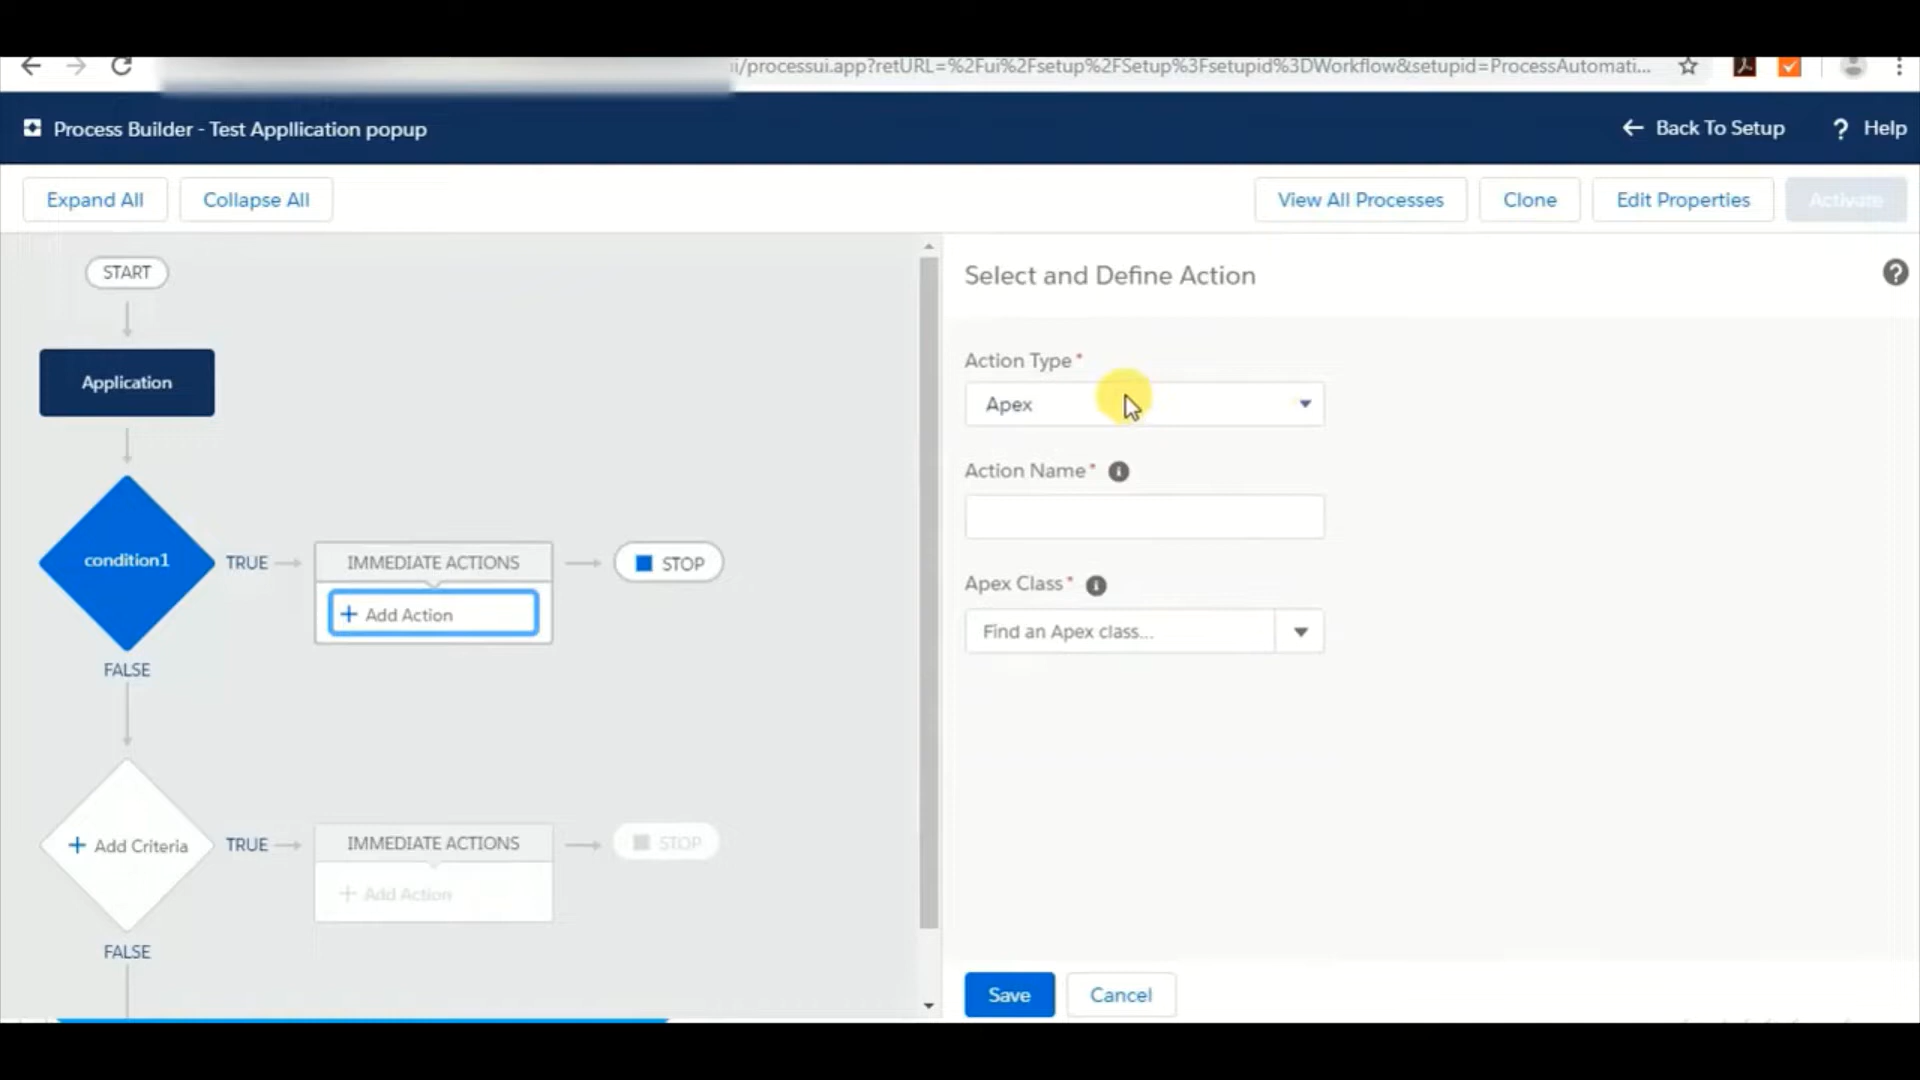 i/processui.app?retURL=%2Fui%2Fsetup%2FSetup%3Fsetupid%3DWorkflow&setupid=ProcessAutomati...
Process Builder - Test Appllication popup
Back To Setup
? Help
Expand All
Collapse All
View All Processes
Clone
Edit Properties
Activate
START
Application
condition1
TRUE
IMMEDIATE ACTIONS
+ Add Action
STOP
FALSE
+ Add Criteria
TRUE
IMMEDIATE ACTIONS
+ Add Action
STOP
FALSE
Select and Define Action
?
Action Type*
Apex
Action Name* i
Apex Class* i
Find an Apex class...
Save
Cancel